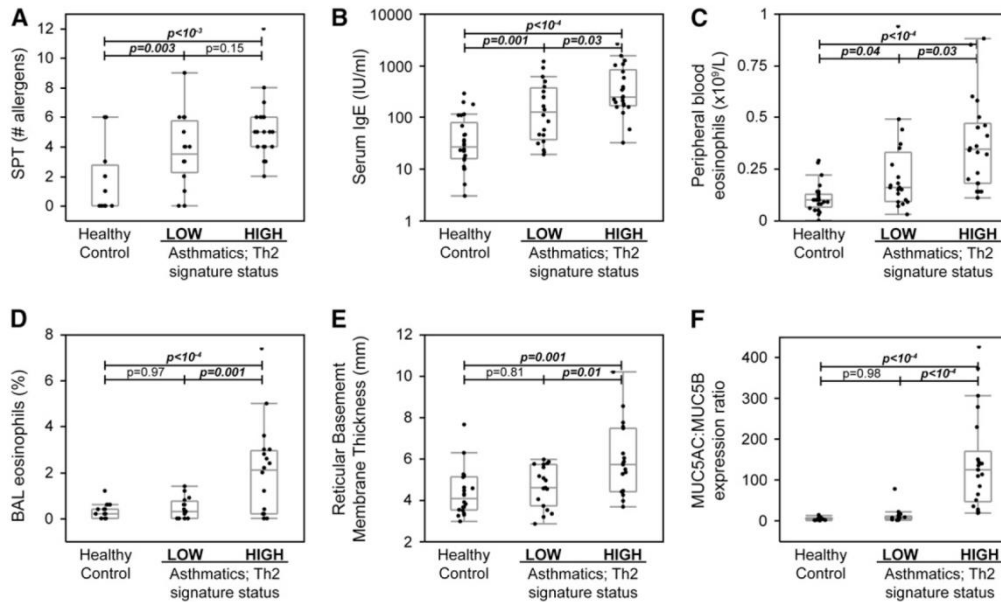 A
SPT (# allergens)
12
10
8
6
4
2
0
p<10⁻³
p=0.003
p=0.15
Healthy
Control
LOW
HIGH
Asthmatics; Th2
signature status
B
Serum IgE (IU/ml)
10000
1000
100
10
1
p<10⁻⁴
p=0.001
p=0.03
Healthy
Control
LOW
HIGH
Asthmatics; Th2
signature status
C
Peripheral blood
eosinophils (x10⁹/L)
1
0.75
0.5
0.25
0
p<10⁻⁴
p=0.04
p=0.03
Healthy
Control
LOW
HIGH
Asthmatics; Th2
signature status
D
BAL eosinophils (%)
8
6
4
2
0
p<10⁻⁴
p=0.97
p=0.001
Healthy
Control
LOW
HIGH
Asthmatics; Th2
signature status
E
Reticular Basememt
Membrane Thickness (mm)
12
10
8
6
4
2
p=0.001
p=0.81
p=0.01
Healthy
Control
LOW
HIGH
Asthmatics; Th2
signature status
F
MUC5AC:MUC5B
expression ratio
400
300
200
100
0
p<10⁻⁴
p=0.98
p<10⁻⁴
Healthy
Control
LOW
HIGH
Asthmatics; Th2
signature status